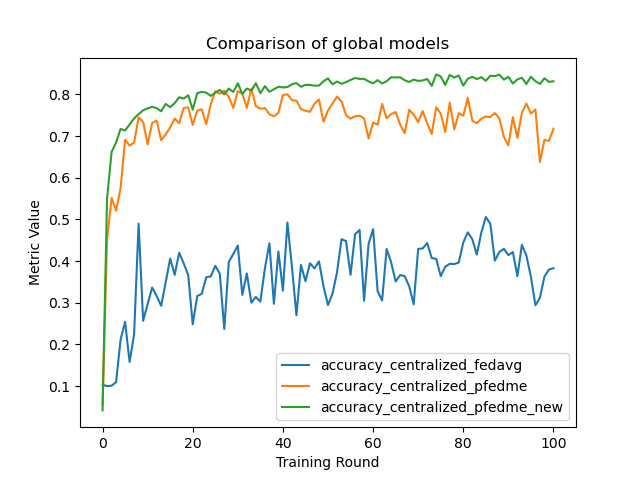 Comparison of global models
Metric Value
0.8
0.7
0.6
0.5
0.4
0.3
0.2
0.1
accuracy_centralized_fedavg
accuracy_centralized_pfedme
accuracy_centralized_pfedme_new
0 20 40 60 80 100
Training Round